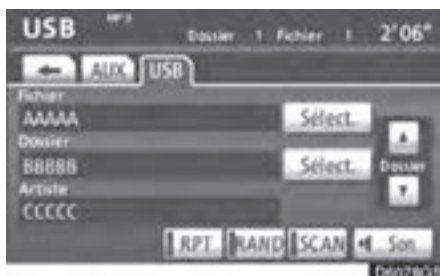 USB MP3 Dossier 1 Fichier 1 2'06"
AUX USB
Fichier
AAAAA Sélect.
Dossier
BBBBB Sélect. Dossier
Artiste
CCCCC
RPT RAND SCAN Son